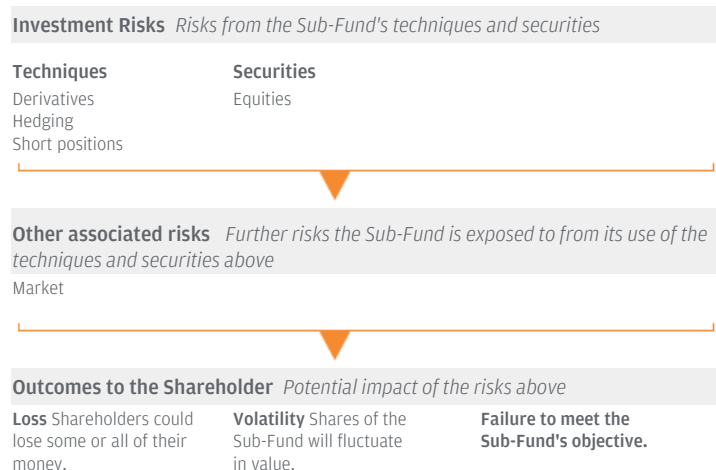 Investment Risks Risks from the Sub-Fund's techniques and securities
Techniques
Derivatives
Hedging
Short positions
Securities
Equities
Other associated risks Further risks the Sub-Fund is exposed to from its use of the
techniques and securities above
Market
Outcomes to the Shareholder Potential impact of the risks above
Loss Shareholders could
lose some or all of their
money.
Volatility Shares of the
Sub-Fund will fluctuate
in value.
Failure to meet the
Sub-Fund's objective.